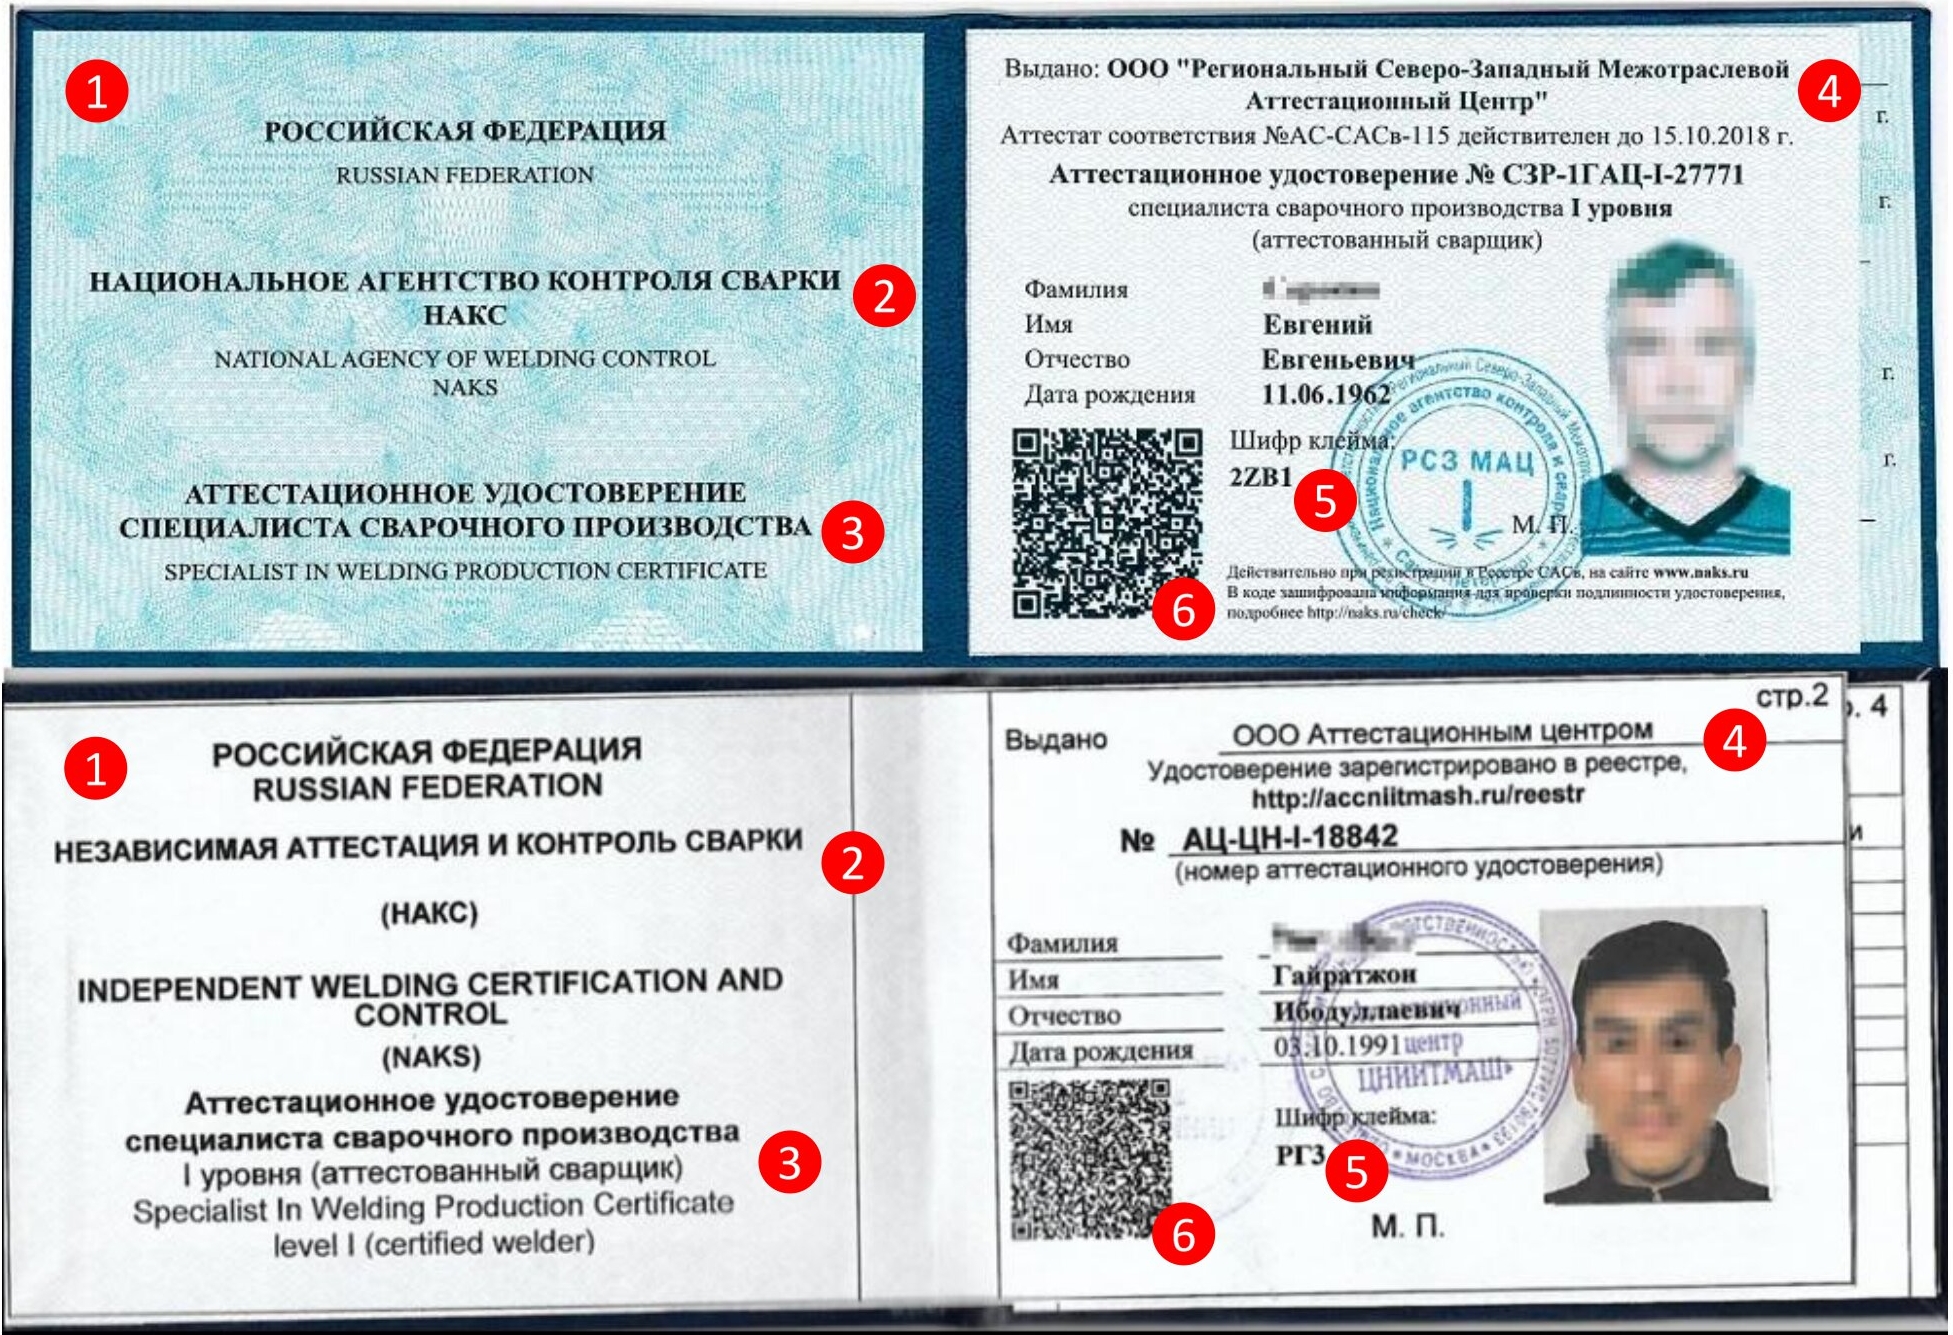 1
РОССИЙСКАЯ ФЕДЕРАЦИЯ
RUSSIAN FEDERATION
НАЦИОНАЛЬНОЕ АГЕНТСТВО КОНТРОЛЯ СВАРКИ
НАКС
2
NATIONAL AGENCY OF WELDING CONTROL
NAKS
АТТЕСТАЦИОННОЕ УДОСТОВЕРЕНИЕ
СПЕЦИАЛИСТА СВАРОЧНОГО ПРОИЗВОДСТВА
3
SPECIALIST IN WELDING PRODUCTION CERTIFICATE
Выдано: ООО "Региональный Северо-Западный Межотраслевой
Аттестационный Центр"
4
Аттестат соответствия №АС-САСв-115 действителен до 15.10.2018 г.
Аттестационное удостоверение № СЗР-1ГАЦ-I-27771
специалиста сварочного производства I уровня
(аттестованный сварщик)
Фамилия
Имя Евгений
Отчество Евгеньевич
Дата рождения 11.06.1962
Шифр клейма:
2ZB1
5
РСЗ МАЦ
М. П.
Действительно при регистрации в Реестре САСв, на сайте www.naks.ru
В коде зашифрована информация для проверки подлинности удостоверения,
подробнее http://naks.ru/check/
6
г.
г.
г.
г.
1
РОССИЙСКАЯ ФЕДЕРАЦИЯ
RUSSIAN FEDERATION
НЕЗАВИСИМАЯ АТТЕСТАЦИЯ И КОНТРОЛЬ СВАРКИ
2
(НАКС)
INDEPENDENT WELDING CERTIFICATION AND
CONTROL
(NAKS)
Аттестационное удостоверение
специалиста сварочного производства
3
I уровня (аттестованный сварщик)
Specialist In Welding Production Certificate
level I (certified welder)
стр.2
Выдано ООО Аттестационным центром
4
Удостоверение зарегистрировано в реестре,
http://accniitmash.ru/reestr
№ АЦ-ЦН-I-18842
(номер аттестационного удостоверения)
Фамилия
Имя Гайратжон
Отчество Ибодуллаевич
Дата рождения 03.10.1991
центр
ЦНИИТМАШ
МОСКВА
Шифр клейма:
РГЗ
5
6
М. П.
. 4
и